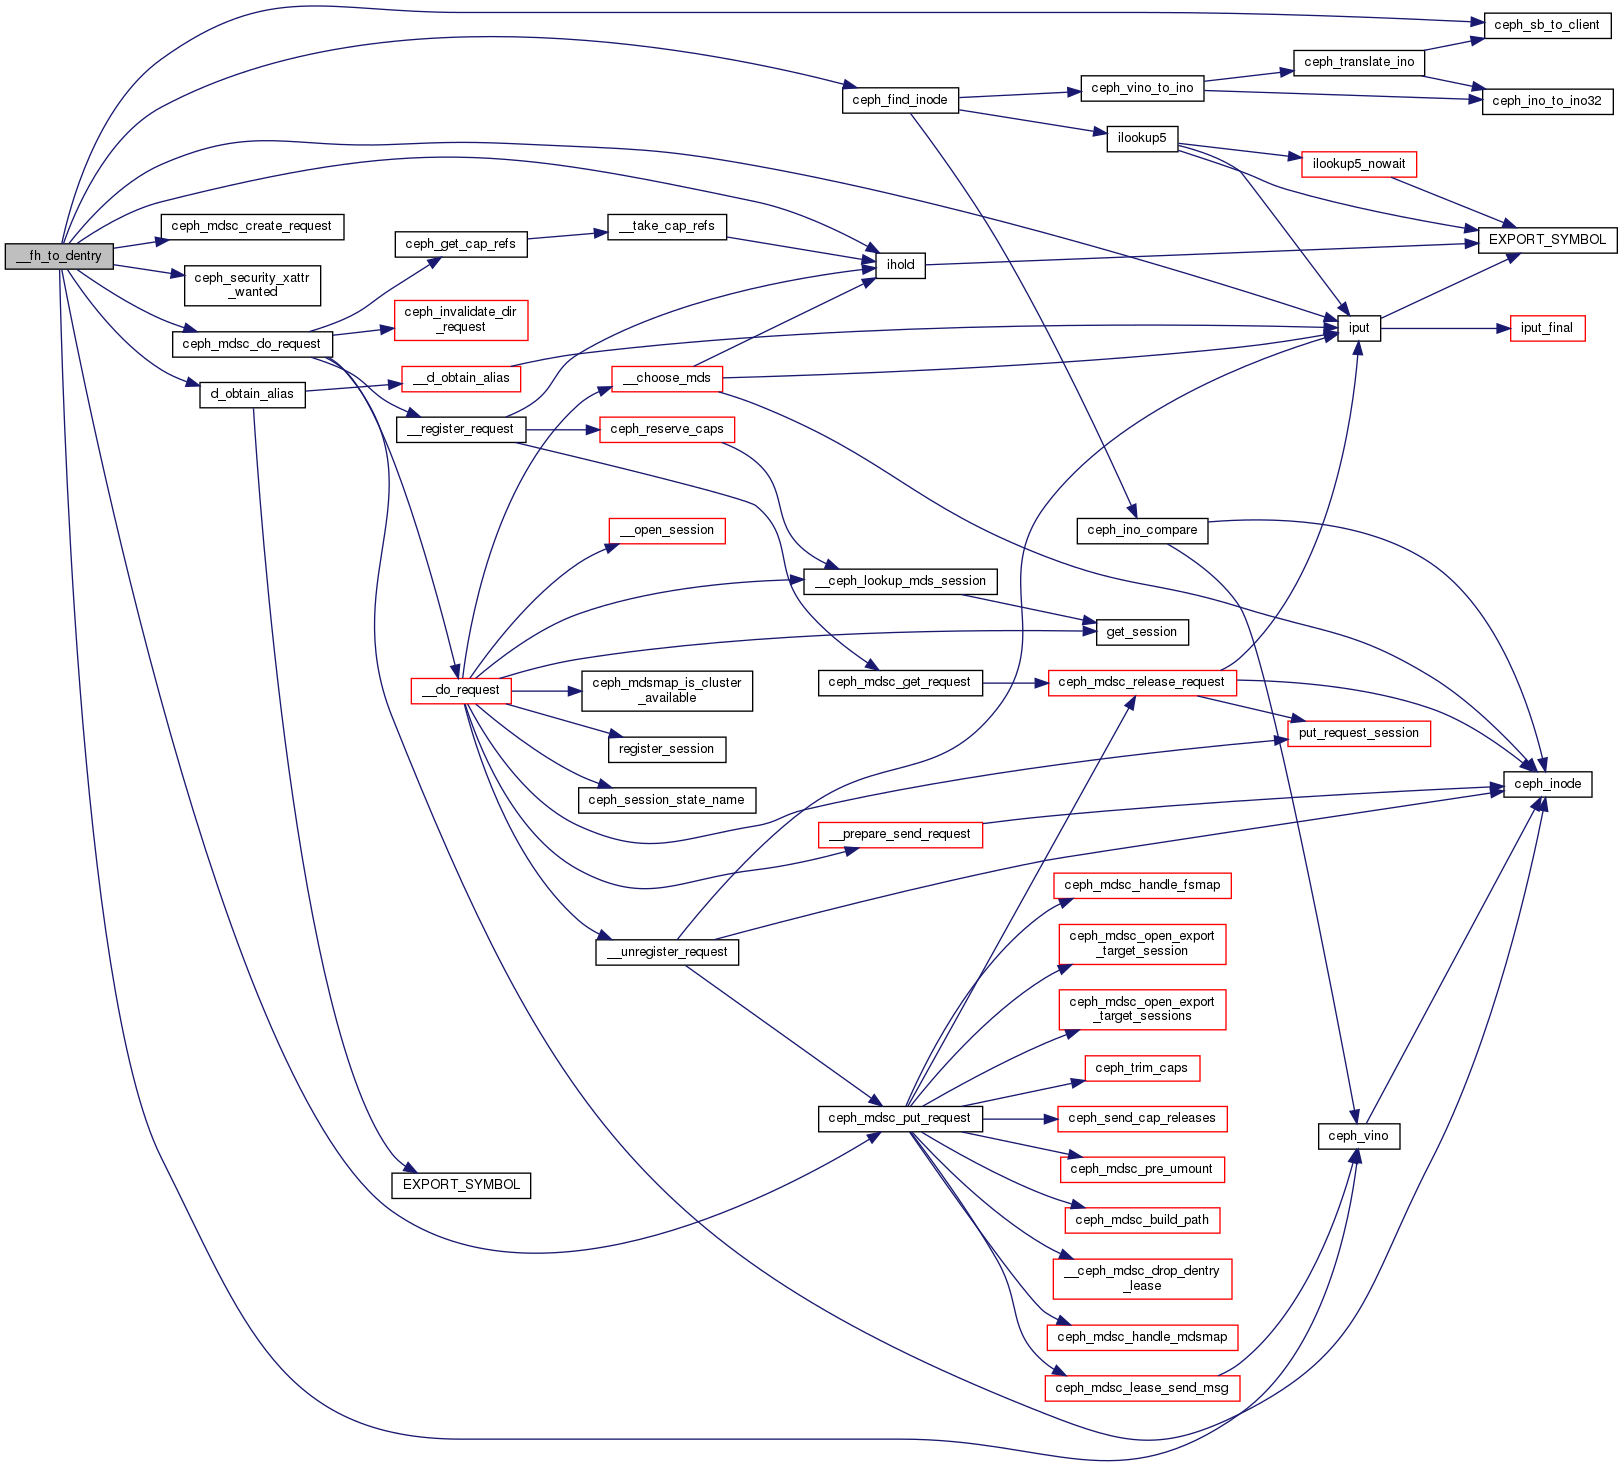 ceph_sb_to_client
ceph_translate_ino
ceph_vino_to_ino
ceph_find_inode
ceph_ino_to_ino32
ilookup5
ilookup5_nowait
ceph_mdsc_create_request
__take_cap_refs
ceph_get_cap_refs
EXPORT_SYMBOL
__fh_to_dentry
ihold
ceph_security_xattr
_wanted
ceph_invalidate_dir
_request
iput
iput_final
ceph_mdsc_do_request
__d_obtain_alias
__choose_mds
d_obtain_alias
__register_request
ceph_reserve_caps
__open_session
ceph_ino_compare
__ceph_lookup_mds_session
get_session
ceph_mdsc_get_request
ceph_mdsc_release_request
__do_request
ceph_mdsmap_is_cluster
_available
put_request_session
register_session
ceph_inode
ceph_session_state_name
__prepare_send_request
ceph_mdsc_handle_fsmap
ceph_mdsc_open_export
_target_session
__unregister_request
ceph_mdsc_open_export
_target_sessions
ceph_trim_caps
ceph_mdsc_put_request
ceph_send_cap_releases
ceph_vino
ceph_mdsc_pre_umount
EXPORT_SYMBOL
ceph_mdsc_build_path
__ceph_mdsc_drop_dentry
_lease
ceph_mdsc_handle_mdsmap
ceph_mdsc_lease_send_msg